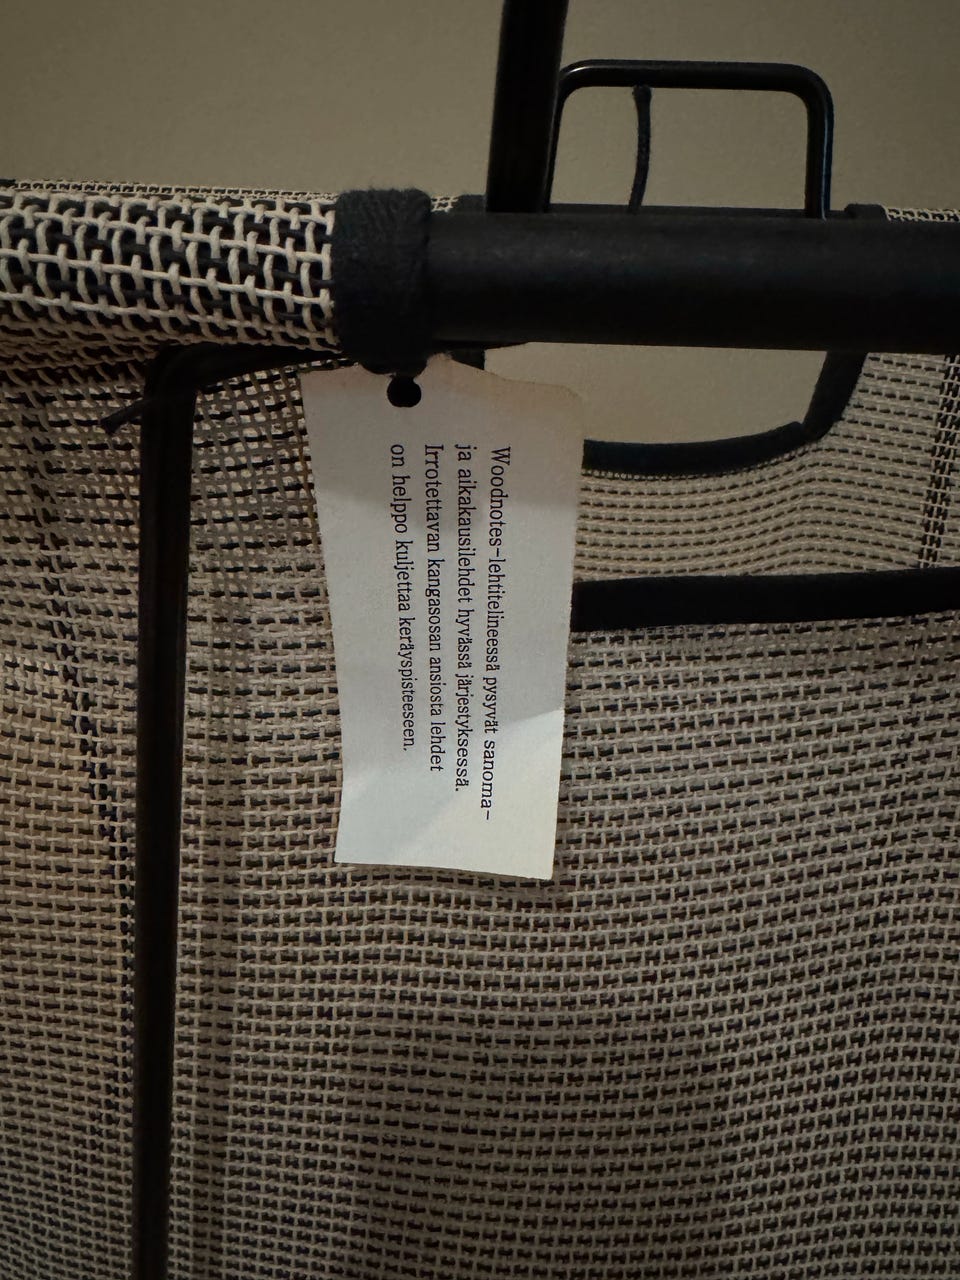 Woodnotes-lehtitelineessä pysyvät sanoma-
ja aikakausilehdet hyvässä järjestyksessä.
Irrotettavan kangasosan ansiosta lehdet
on helppo kuljettaa keräyspisteeseen.